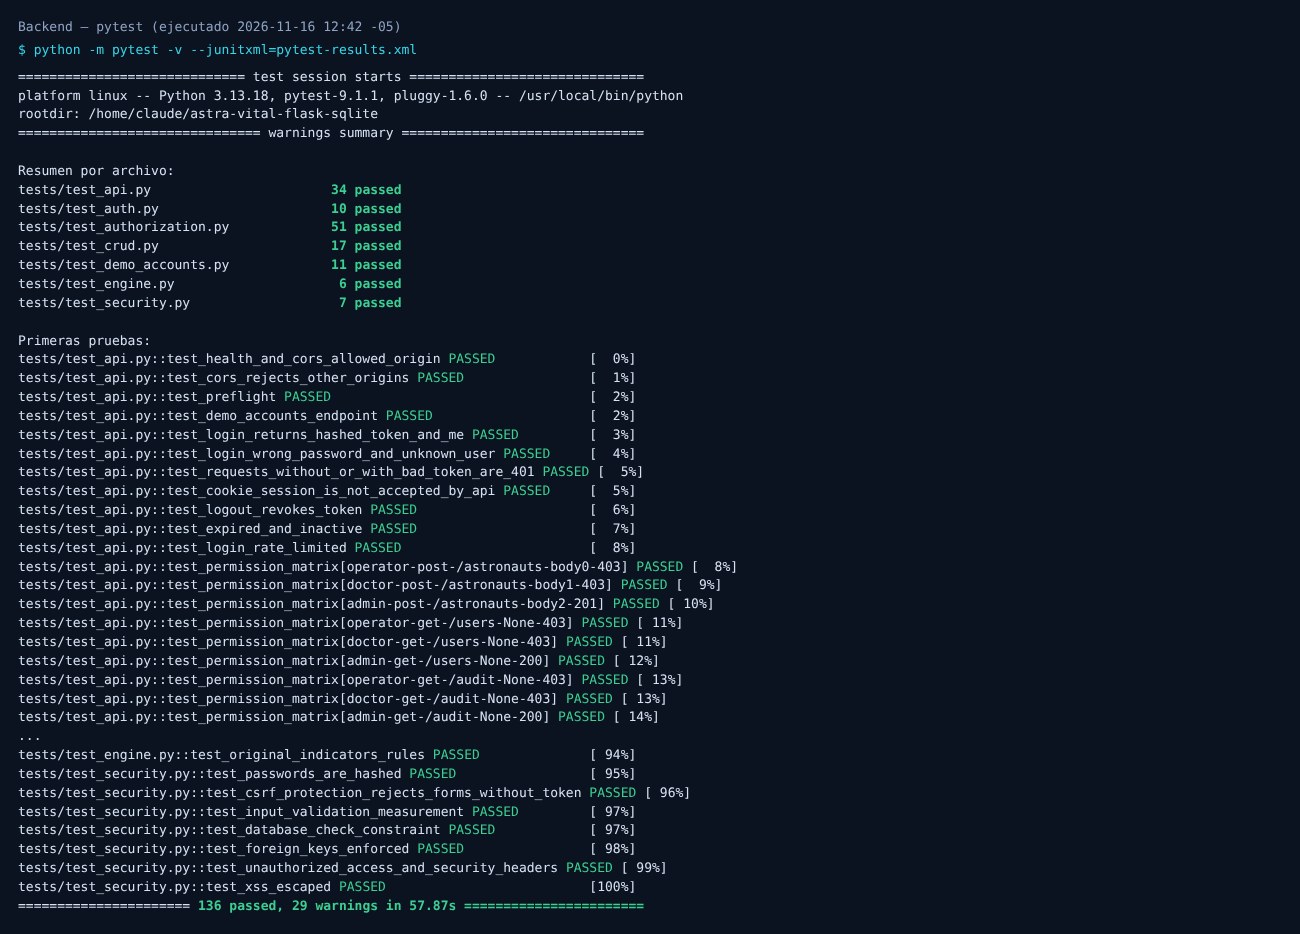 Backend — pytest (ejecutado 2026-11-16 12:42 -05)
$ python -m pytest -v --junitxml=pytest-results.xml
============================= test session starts ==============================
platform linux -- Python 3.13.18, pytest-9.1.1, pluggy-1.6.0 -- /usr/local/bin/python
rootdir: /home/claude/astra-vital-flask-sqlite
=============================== warnings summary ===============================
Resumen por archivo:
tests/test_api.py                       34 passed
tests/test_auth.py                      10 passed
tests/test_authorization.py             51 passed
tests/test_crud.py                      17 passed
tests/test_demo_accounts.py             11 passed
tests/test_engine.py                     6 passed
tests/test_security.py                   7 passed
Primeras pruebas:
tests/test_api.py::test_health_and_cors_allowed_origin PASSED            [  0%]
tests/test_api.py::test_cors_rejects_other_origins PASSED                [  1%]
tests/test_api.py::test_preflight PASSED                                 [  2%]
tests/test_api.py::test_demo_accounts_endpoint PASSED                    [  2%]
tests/test_api.py::test_login_returns_hashed_token_and_me PASSED         [  3%]
tests/test_api.py::test_login_wrong_password_and_unknown_user PASSED     [  4%]
tests/test_api.py::test_requests_without_or_with_bad_token_are_401 PASSED [  5%]
tests/test_api.py::test_cookie_session_is_not_accepted_by_api PASSED     [  5%]
tests/test_api.py::test_logout_revokes_token PASSED                      [  6%]
tests/test_api.py::test_expired_and_inactive PASSED                      [  7%]
tests/test_api.py::test_login_rate_limited PASSED                        [  8%]
tests/test_api.py::test_permission_matrix[operator-post-/astronauts-body0-403] PASSED [  8%]
tests/test_api.py::test_permission_matrix[doctor-post-/astronauts-body1-403] PASSED [  9%]
tests/test_api.py::test_permission_matrix[admin-post-/astronauts-body2-201] PASSED [ 10%]
tests/test_api.py::test_permission_matrix[operator-get-/users-None-403] PASSED [ 11%]
tests/test_api.py::test_permission_matrix[doctor-get-/users-None-403] PASSED [ 11%]
tests/test_api.py::test_permission_matrix[admin-get-/users-None-200] PASSED [ 12%]
tests/test_api.py::test_permission_matrix[operator-get-/audit-None-403] PASSED [ 13%]
tests/test_api.py::test_permission_matrix[doctor-get-/audit-None-403] PASSED [ 13%]
tests/test_api.py::test_permission_matrix[admin-get-/audit-None-200] PASSED [ 14%]
...
tests/test_engine.py::test_original_indicators_rules PASSED              [ 94%]
tests/test_security.py::test_passwords_are_hashed PASSED                 [ 95%]
tests/test_security.py::test_csrf_protection_rejects_forms_without_token PASSED [ 96%]
tests/test_security.py::test_input_validation_measurement PASSED         [ 97%]
tests/test_security.py::test_database_check_constraint PASSED            [ 97%]
tests/test_security.py::test_foreign_keys_enforced PASSED                [ 98%]
tests/test_security.py::test_unauthorized_access_and_security_headers PASSED [ 99%]
tests/test_security.py::test_xss_escaped PASSED                          [100%]
====================== 136 passed, 29 warnings in 57.87s =======================